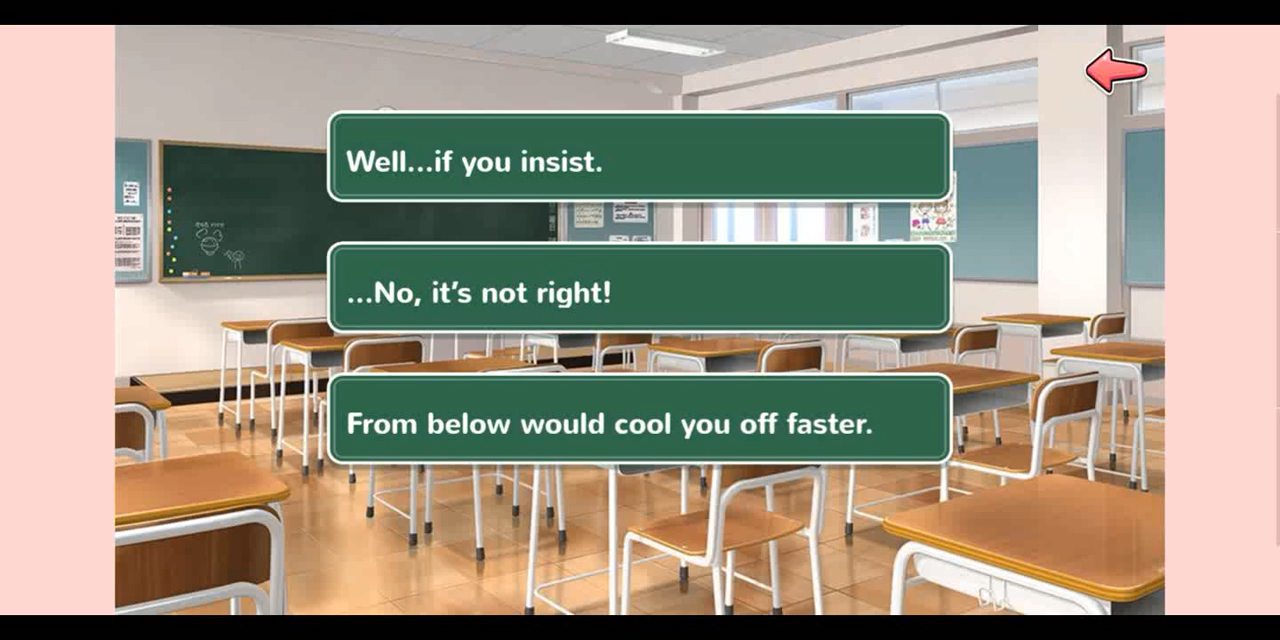 Well...if you insist.
...No, it's not right!
From below would cool you off faster.